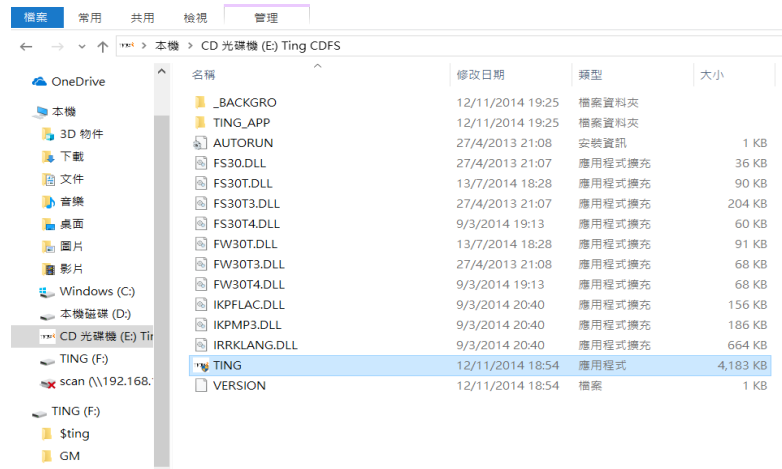 檔案 常用 共用 檢視 管理
本機 > CD 光碟機 (E:) Ting CDFS
名稱 修改日期 類型 大小
OneDrive
本機
3D 物件
下載
文件
音樂
桌面
圖片
影片
Windows (C:)
本機磁碟 (D:)
CD 光碟機 (E:) Tin
TING (F:)
scan (\\192.168.
TING (F:)
$ting
GM
_BACKGRO 12/11/2014 19:25 檔案資料夾
TING_APP 12/11/2014 19:25 檔案資料夾
AUTORUN 27/4/2013 21:08 安裝資訊 1 KB
FS30.DLL 27/4/2013 21:07 應用程式擴充 36 KB
FS30T.DLL 13/7/2014 18:28 應用程式擴充 90 KB
FS30T3.DLL 27/4/2013 21:07 應用程式擴充 204 KB
FS30T4.DLL 9/3/2014 19:13 應用程式擴充 60 KB
FW30T.DLL 13/7/2014 18:28 應用程式擴充 91 KB
FW30T3.DLL 27/4/2013 21:08 應用程式擴充 68 KB
FW30T4.DLL 9/3/2014 19:13 應用程式擴充 68 KB
IKPFLAC.DLL 9/3/2014 20:40 應用程式擴充 156 KB
IKPMP3.DLL 9/3/2014 20:40 應用程式擴充 186 KB
IRRKLANG.DLL 9/3/2014 20:40 應用程式擴充 664 KB
TING 12/11/2014 18:54 應用程式 4,183 KB
VERSION 12/11/2014 18:54 檔案 1 KB